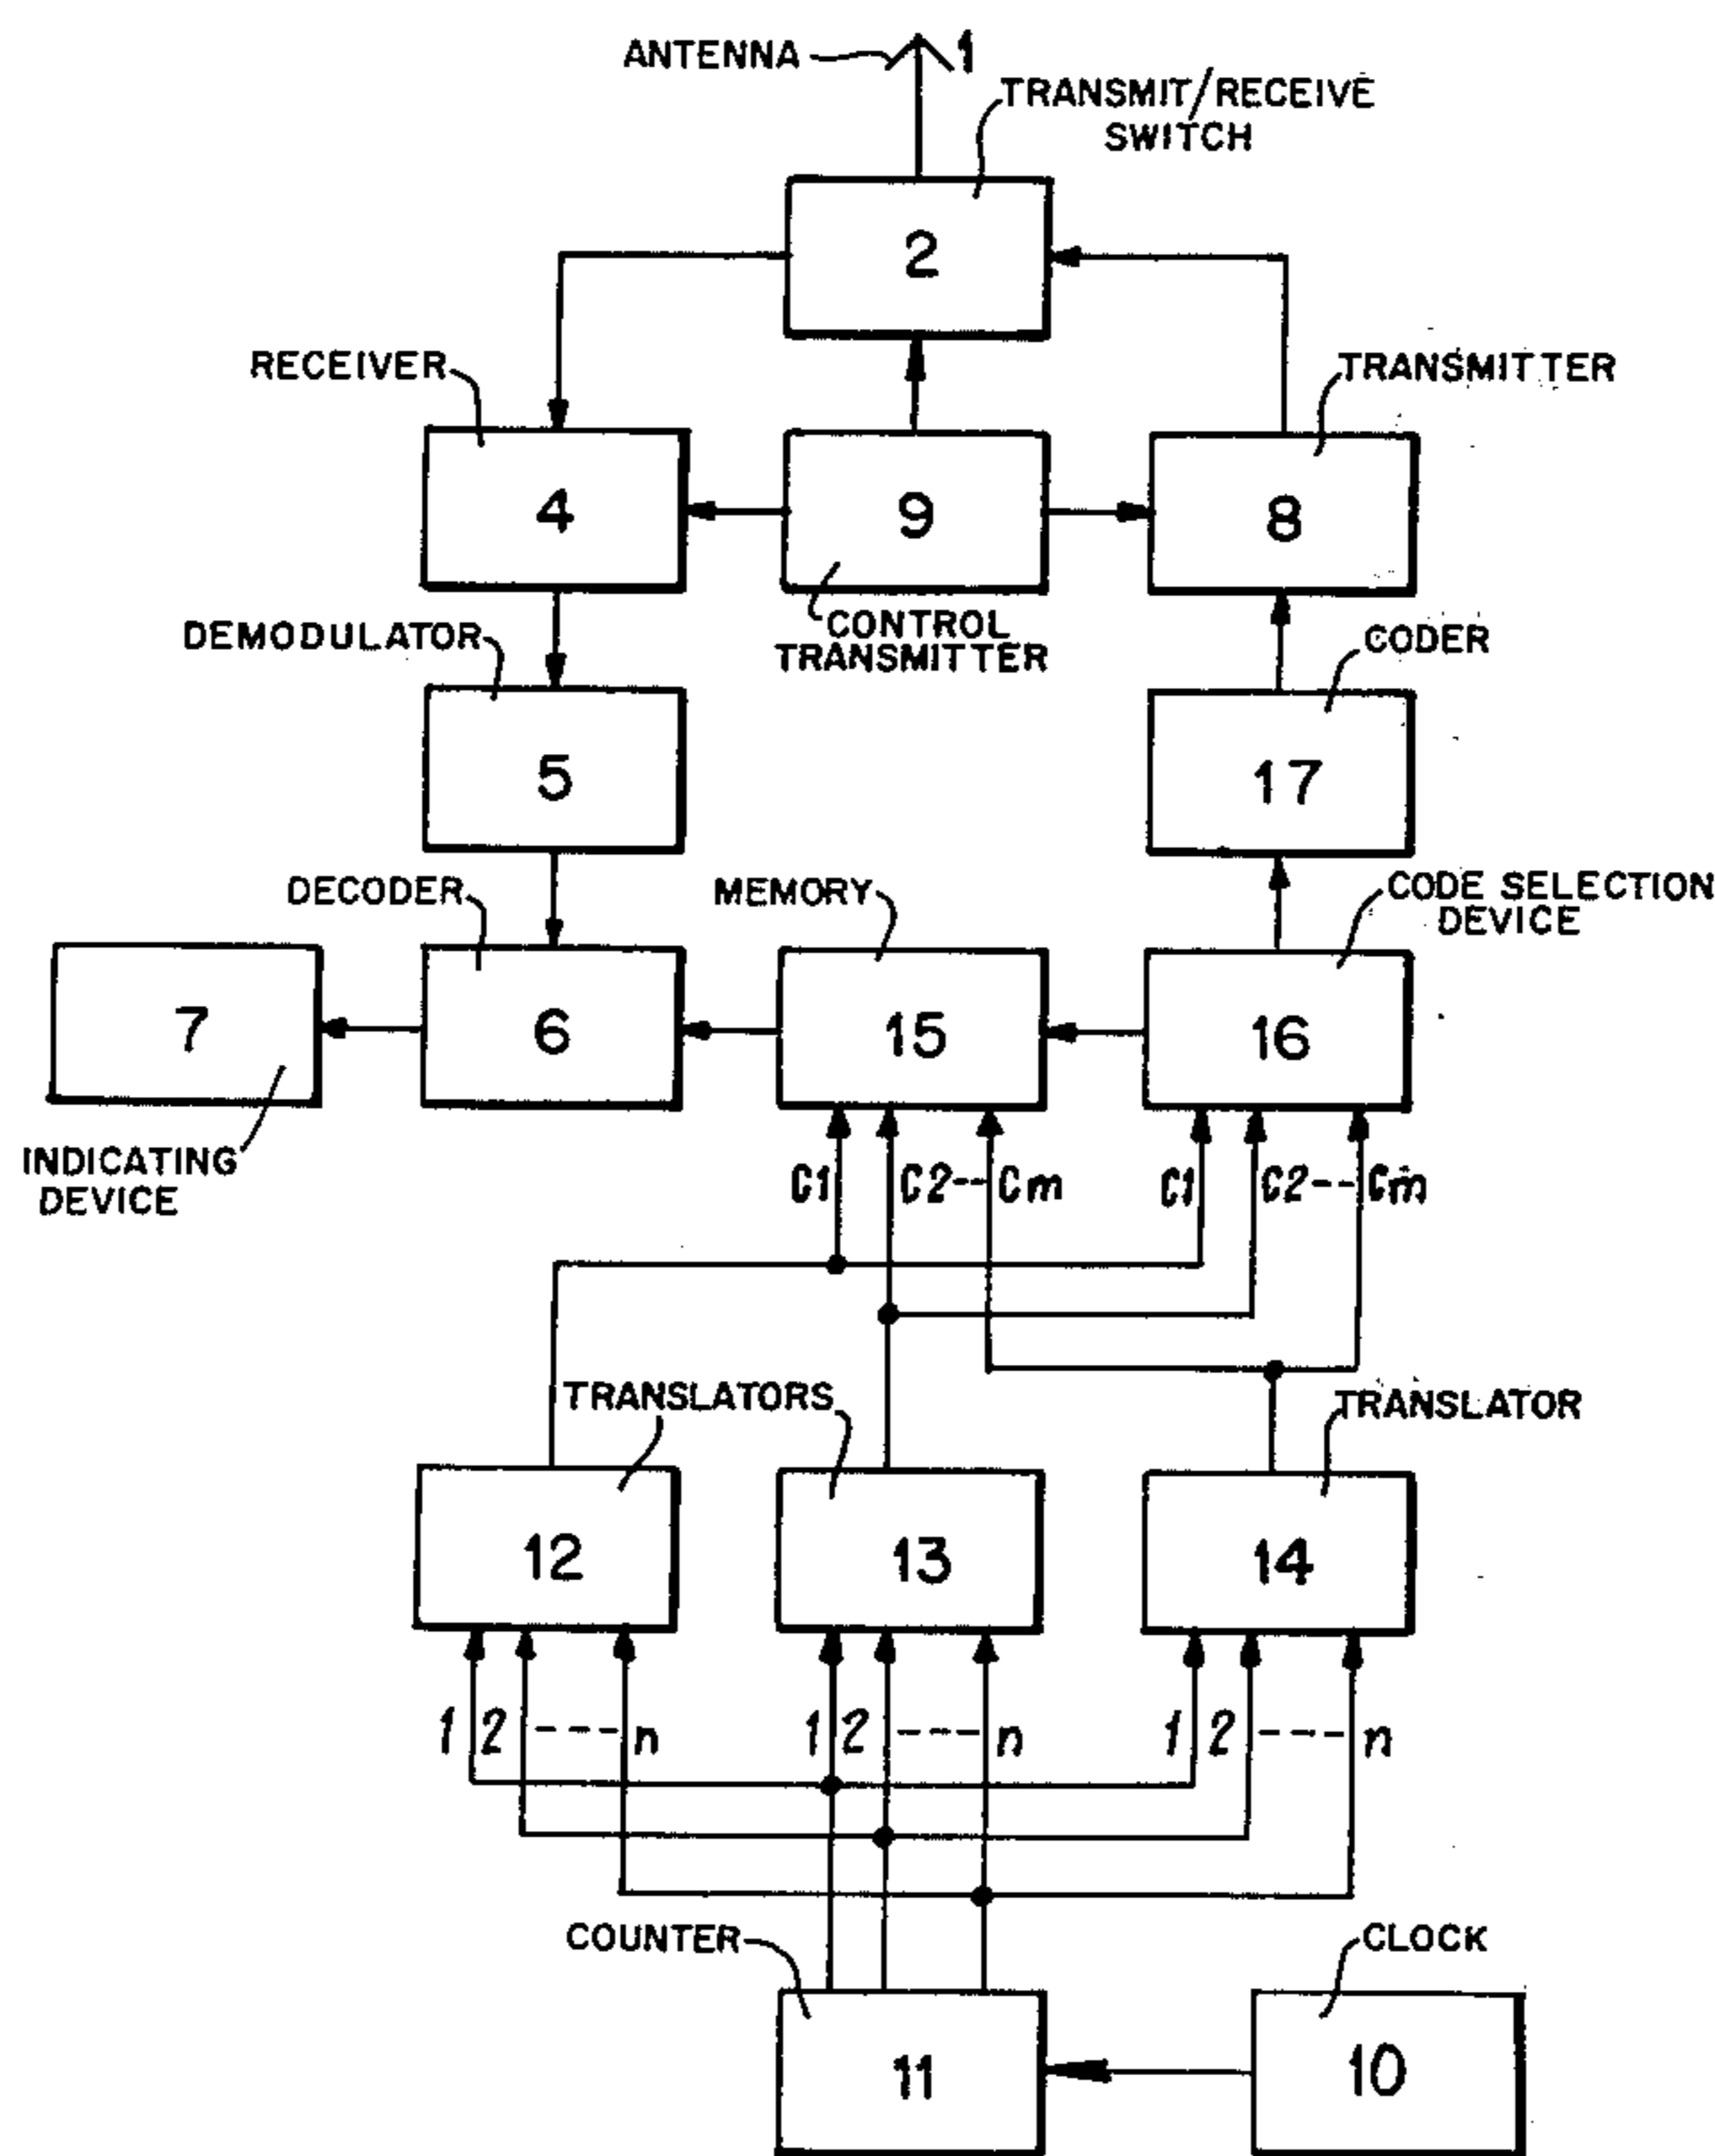 ANTENNA 1
TRANSMIT/RECEIVE
SWITCH
2
RECEIVER
TRANSMITTER
4
9
8
CONTROL
TRANSMITTER
DEMODULATOR
CODER
5
17
DECODER
MEMORY
CODE SELECTION
DEVICE
7
6
15
16
INDICATING
DEVICE
C1 C2--Cm
C1 C2--Cm
TRANSLATORS
TRANSLATOR
12
13
14
1 2 ---- n
1 2 ---- n
1 2 ---- n
COUNTER
CLOCK
11
10